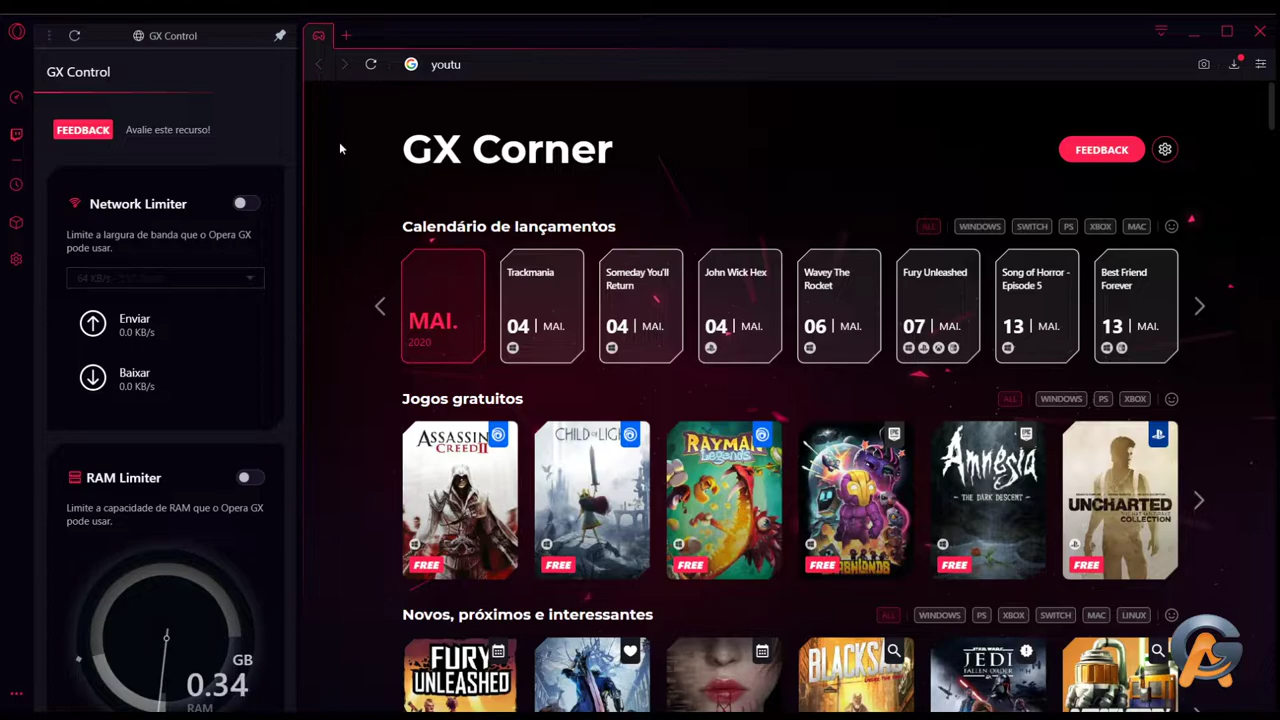 GX Control
youtu
GX Control
FEEDBACK Avalie este recurso!
Network Limiter
Limite a largura de banda que o Opera GX
pode usar.
64 KB/s
Enviar
0.0 KB/s
Baixar
0.0 KB/s
RAM Limiter
Limite a capacidade de RAM que o Opera GX
pode usar.
GB
0.34
RAM
GX Corner
FEEDBACK
Calendário de lançamentos
ALL WINDOWS SWITCH PS XBOX MAC
MAI.
2020
Trackmania
04 | MAI.
Someday You'll
Return
04 | MAI.
John Wick Hex
04 | MAI.
Wavey The
Rocket
06 | MAI.
Fury Unleashed
07 | MAI.
Song of Horror -
Episode 5
13 | MAI.
Best Friend
Forever
13 | MAI.
Jogos gratuitos
ALL WINDOWS PS XBOX
ASSASSIN'S
CREED II
FREE
CHILD OF LIGHT
FREE
RAYMAN
Legends
FREE
EPIC
FREE
EPIC
Amnesia
- THE DARK DESCENT -
FREE
UNCHARTED
COLLECTION
FREE
Novos, próximos e interessantes
ALL WINDOWS PS XBOX SWITCH MAC LINUX
FURY
UNLEASHED
STAR WARS
JEDI
FALLEN ORDER